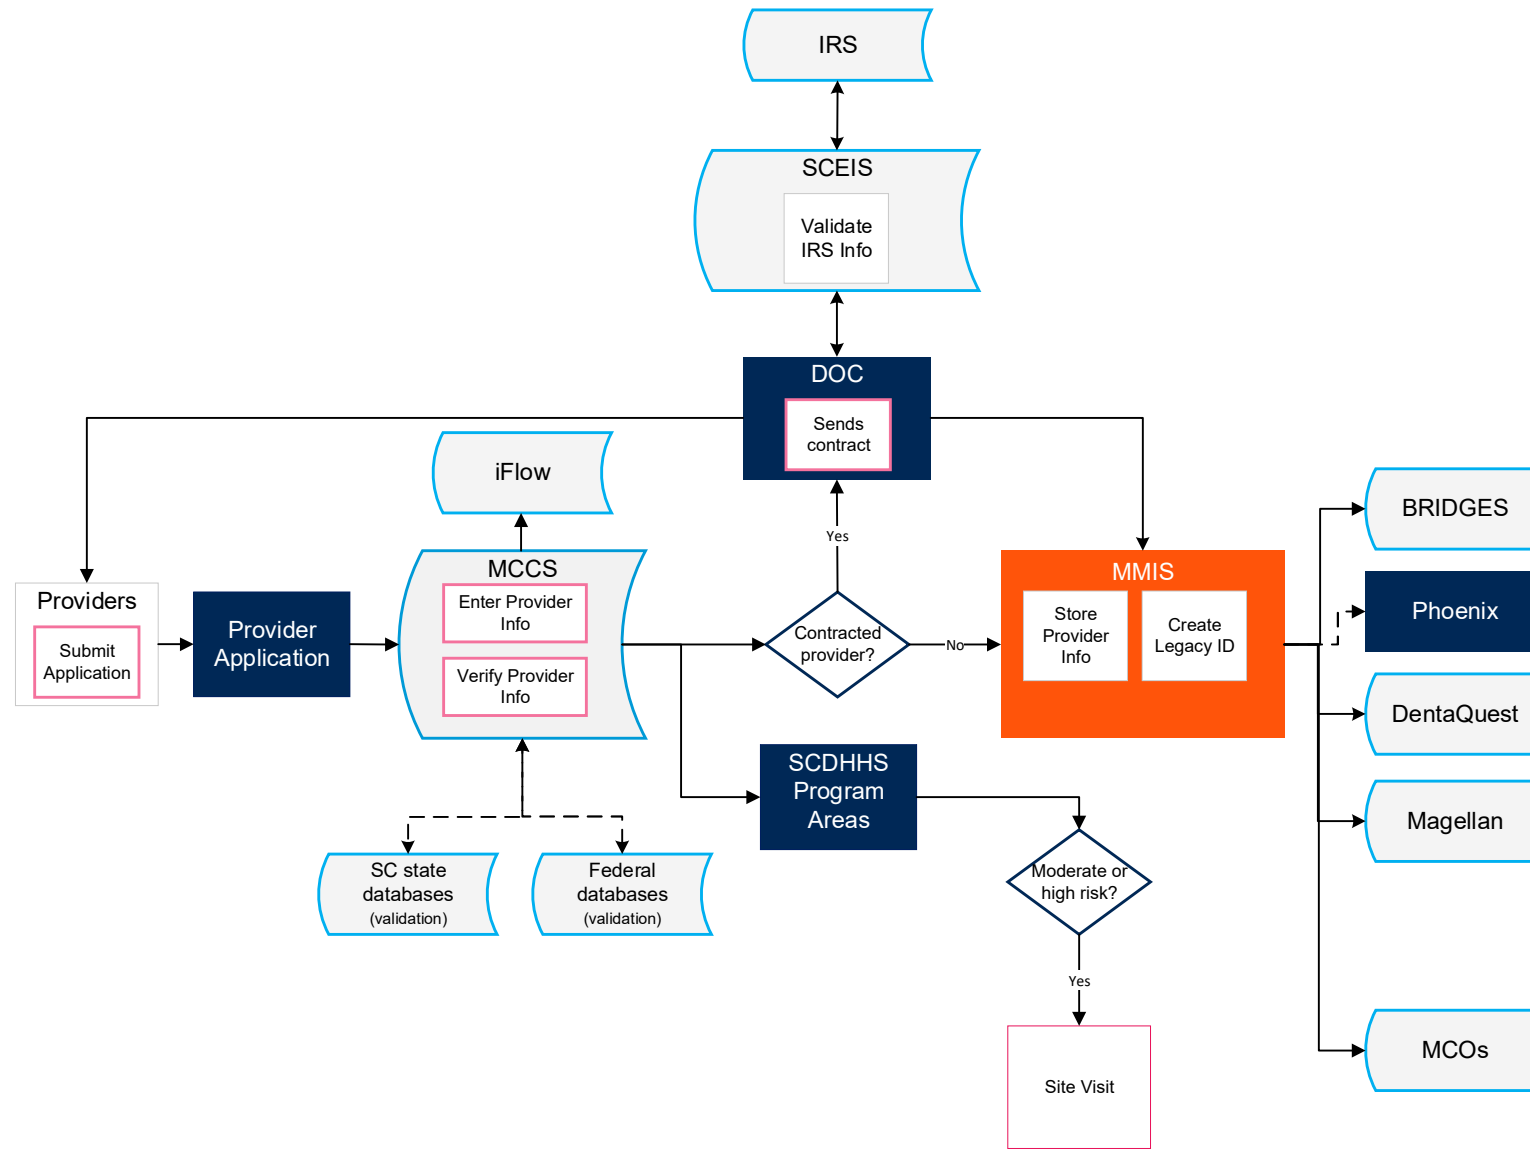 IRS
SCEIS
Validate
IRS Info
DOC
Sends
contract
iFlow
Yes
BRIDGES
MCCS
Enter Provider
Info
Verify Provider
Info
Providers
Submit
Application
Provider
Application
Contracted
provider?
No
MMIS
Store
Provider
Info
Create
Legacy ID
Phoenix
DentaQuest
SCDHHS
Program
Areas
Magellan
SC state
databases
(validation)
Federal
databases
(validation)
Moderate or
high risk?
Yes
MCOs
Site Visit